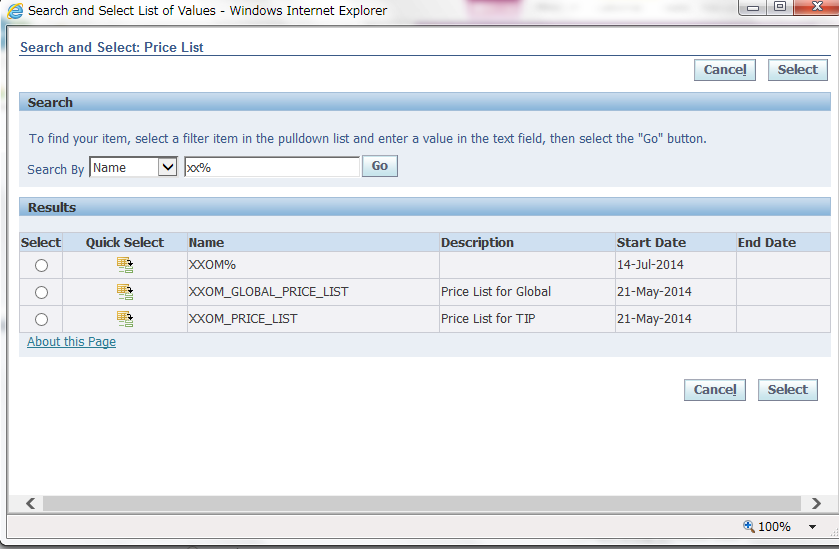 Search and Select List of Values - Windows Internet Explorer
Search and Select: Price List
Cancel Select
Search
To find your item, select a filter item in the pulldown list and enter a value in the text field, then select the "Go" button.
Search By Name xx% Go
Results
Select Quick Select Name Description Start Date End Date
XXOM% 14-Jul-2014
XXOM_GLOBAL_PRICE_LIST Price List for Global 21-May-2014
XXOM_PRICE_LIST Price List for TIP 21-May-2014
About this Page
Cancel Select
100%